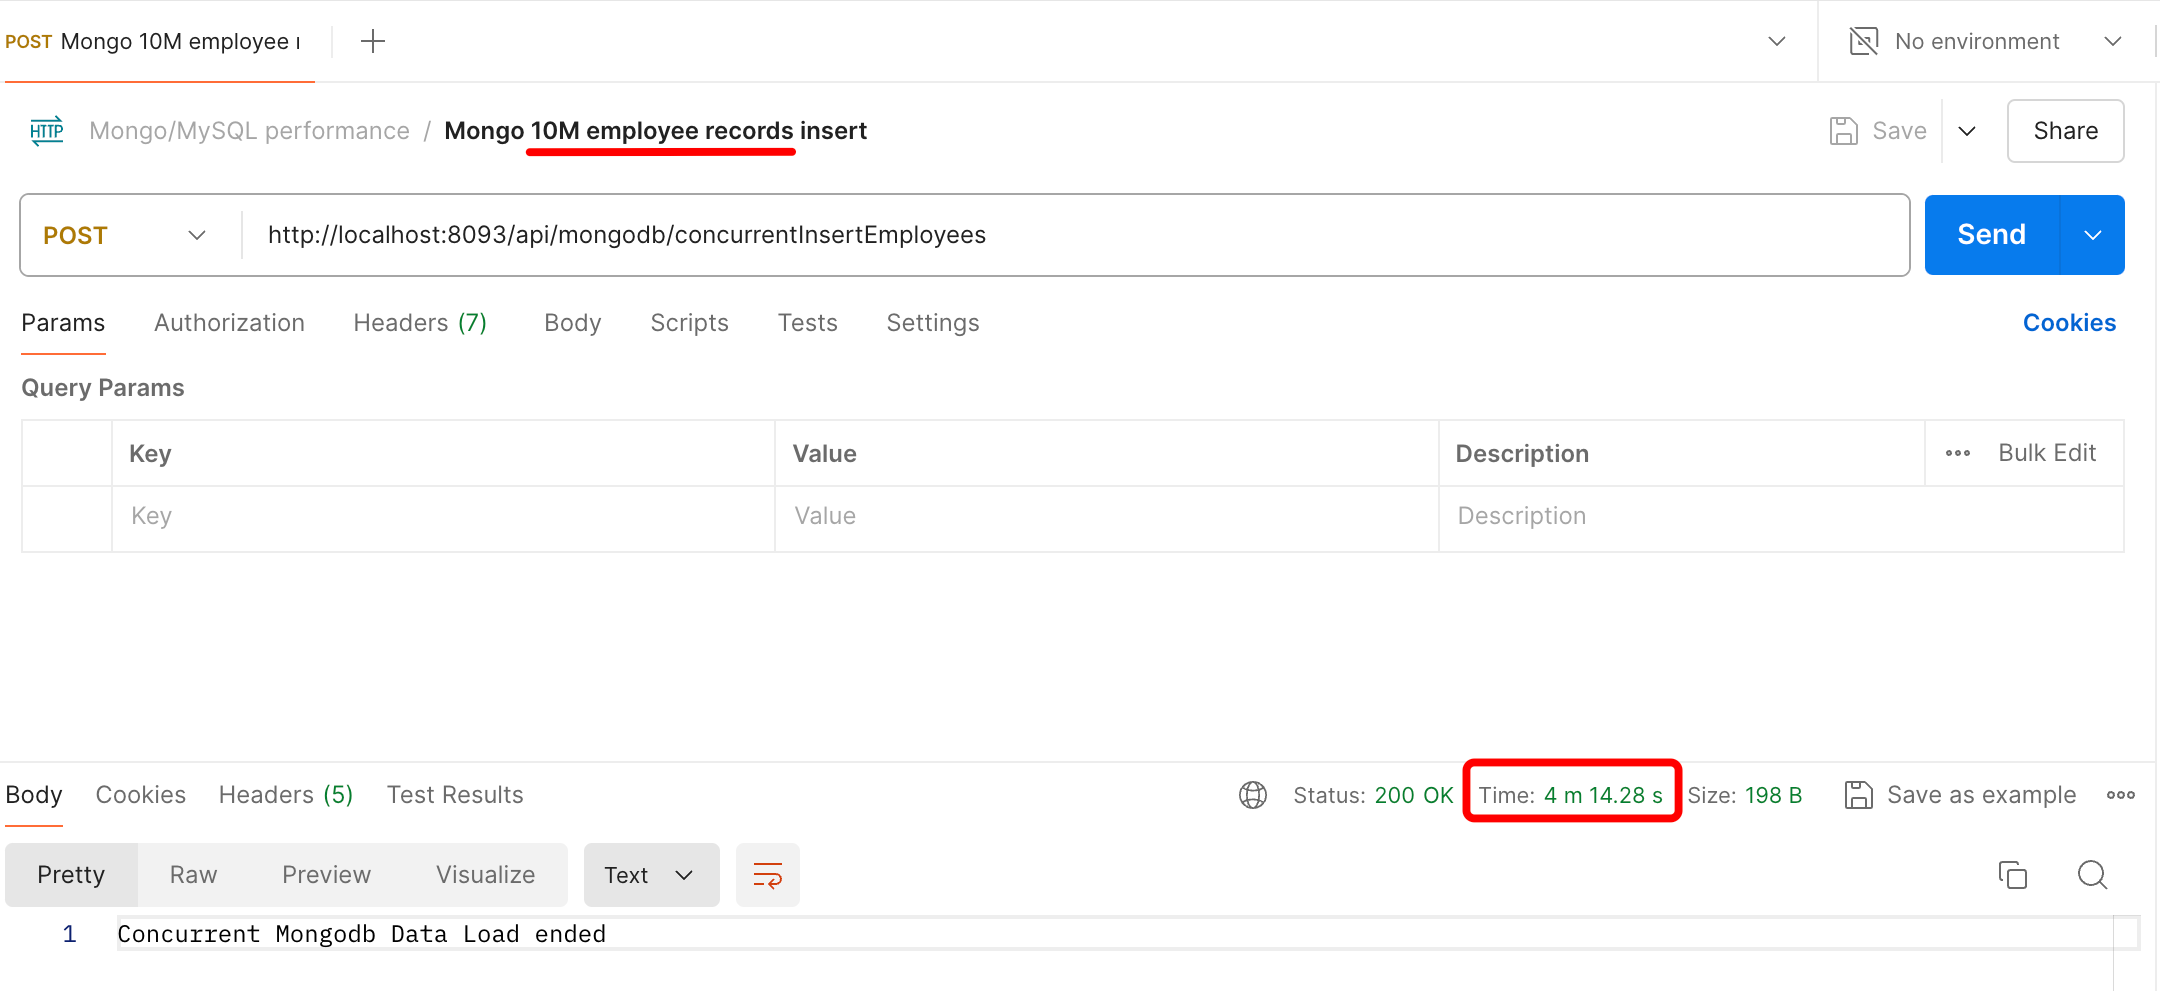 POST Mongo 10M employee r
No environment
HTTP Mongo/MySQL performance / Mongo 10M employee records insert
Save
Share
POST http://localhost:8093/api/mongodb/concurrentInsertEmployees
Send
Params Authorization Headers (7) Body Scripts Tests Settings
Cookies
Query Params
Key Value Description ••• Bulk Edit
Key Value Description
Body Cookies Headers (5) Test Results
Status: 200 OK Time: 4 m 14.28 s Size: 198 B Save as example
Pretty Raw Preview Visualize Text
1 Concurrent Mongodb Data Load ended